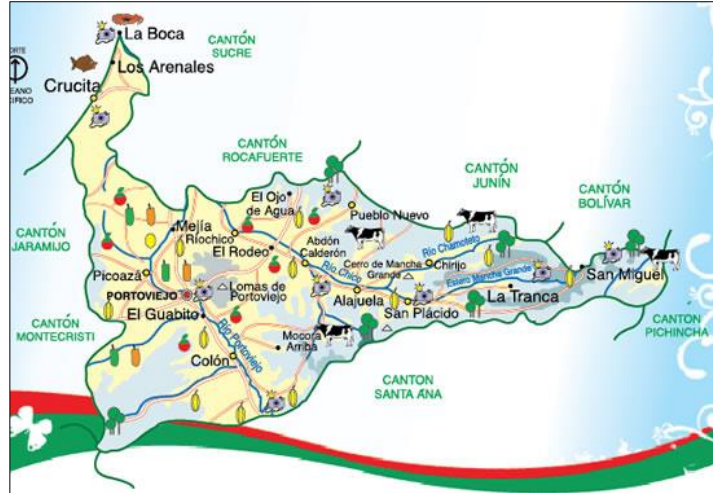 La Boca
CANTÓN
SUCRE
Los Arenales
Crucita
CANTÓN
ROCAFUERTE
CANTÓN
JUNÍN
CANTÓN
BOLÍVAR
El Ojo
de Agua
Pueblo Nuevo
CANTÓN
JARAMIJO
Mejía
Ríochico
El Rodeo
Abdón
Calderón
Río Chico
Río Chamotete
Cerro de Mancha
Grande
Chirijo
Estero Mancha Grande
San Miguel
Picoazá
PORTOVIEJO
Lomas de
Portoviejo
Alajuela
La Tranca
San Plácido
CANTÓN
MONTECRISTI
El Guabito
Río Portoviejo
Mocora
Arriba
Colón
CANTÓN
PICHINCHA
CANTON
SANTA ANA